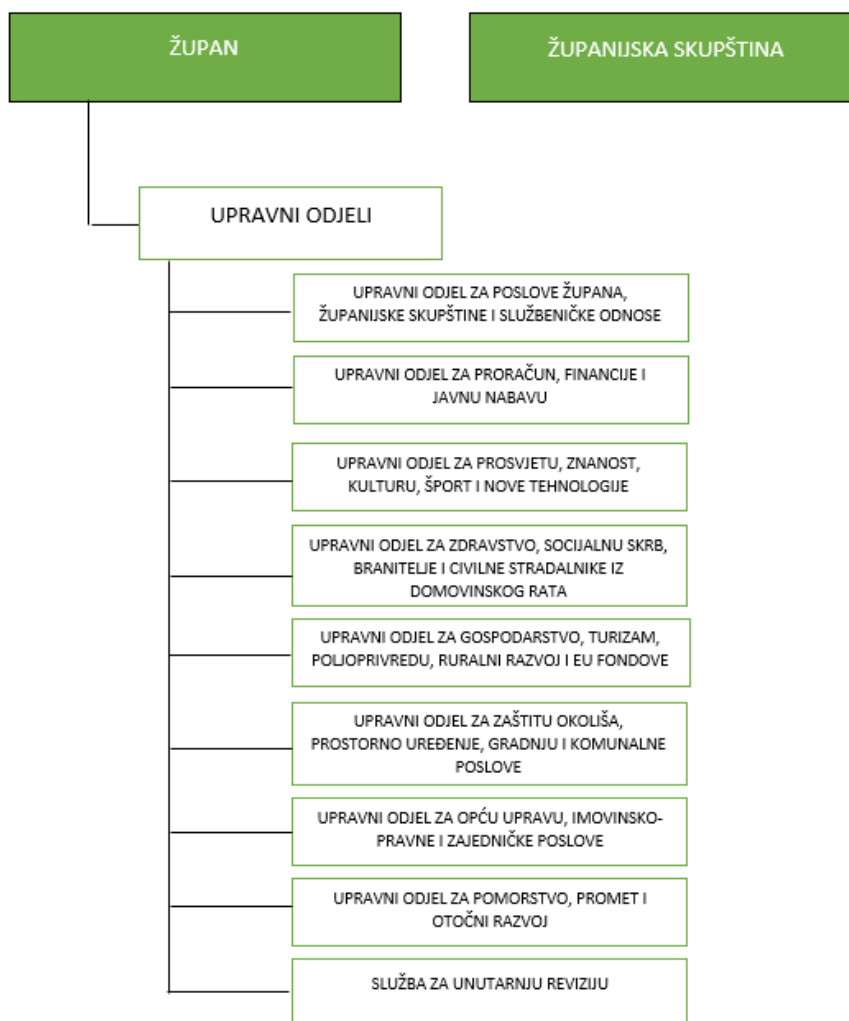 ŽUPAN
ŽUPANIJSKA SKUPŠTINA
UPRAVNI ODJELI
UPRAVNI ODJEL ZA POSLOVE ŽUPANA,
ŽUPANIJSKE SKUPŠTINE I SLUŽBENIČKE ODNOSE
UPRAVNI ODJEL ZA PRORAČUN, FINANCIJE I
JAVNU NABAVU
UPRAVNI ODJEL ZA PROSVJETU, ZNANOST,
KULTURU, ŠPORT I NOVE TEHNOLOGIJE
UPRAVNI ODJEL ZA ZDRAVSTVO, SOCIJALNU SKRB,
BRANITELJE I CIVILNE STRADALNIKE IZ
DOMOVINSKOG RATA
UPRAVNI ODJEL ZA GOSPODARSTVO, TURIZAM,
POLJOPRIVREDU, RURALNI RAZVOJ I EU FONDOVE
UPRAVNI ODJEL ZA ZAŠTITU OKOLIŠA,
PROSTORNO UREĐENJE, GRADNJU I KOMUNALNE
POSLOVE
UPRAVNI ODJEL ZA OPĆU UPRAVU, IMOVINSKO-
PRAVNE I ZAJEDNIČKE POSLOVE
UPRAVNI ODJEL ZA POMORSTVO, PROMET I
OTOČNI RAZVOJ
SLUŽBA ZA UNUTARNJU REVIZIJU